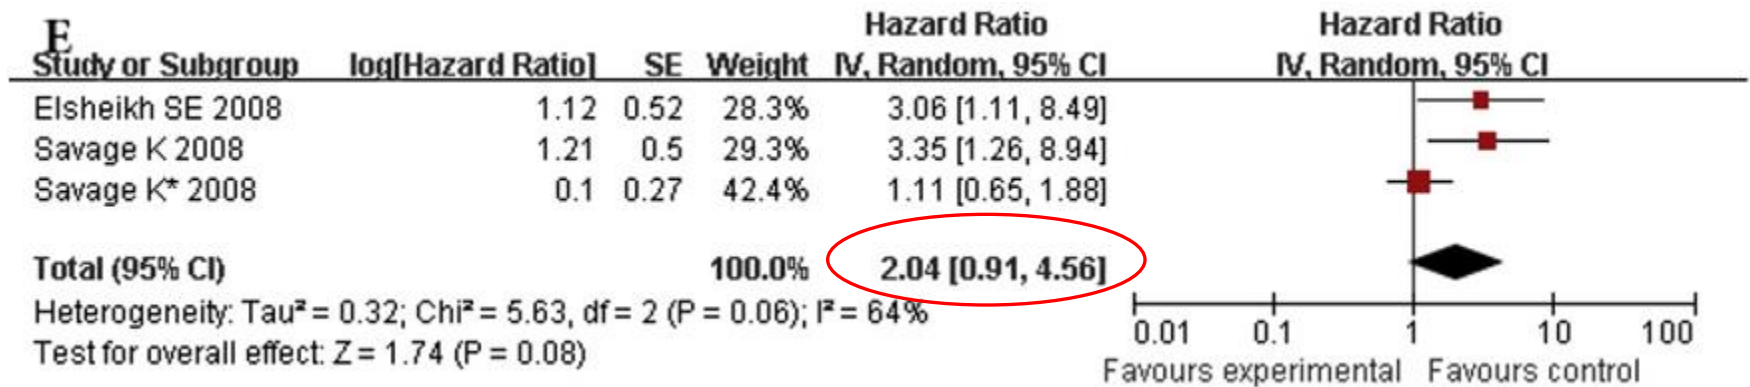 E
Hazard Ratio Hazard Ratio
Study or Subgroup log[Hazard Ratio] SE Weight IV, Random, 95% CI IV, Random, 95% CI
Elsheikh SE 2008 1.12 0.52 28.3% 3.06 [1.11, 8.49]
Savage K 2008 1.21 0.5 29.3% 3.35 [1.26, 8.94]
Savage K* 2008 0.1 0.27 42.4% 1.11 [0.65, 1.88]
Total (95% CI) 100.0% 2.04 [0.91, 4.56]
Heterogeneity: Tau² = 0.32; Chi² = 5.63, df = 2 (P = 0.06); I² = 64%
Test for overall effect: Z = 1.74 (P = 0.08)
0.01 0.1 1 10 100
Favours experimental Favours control